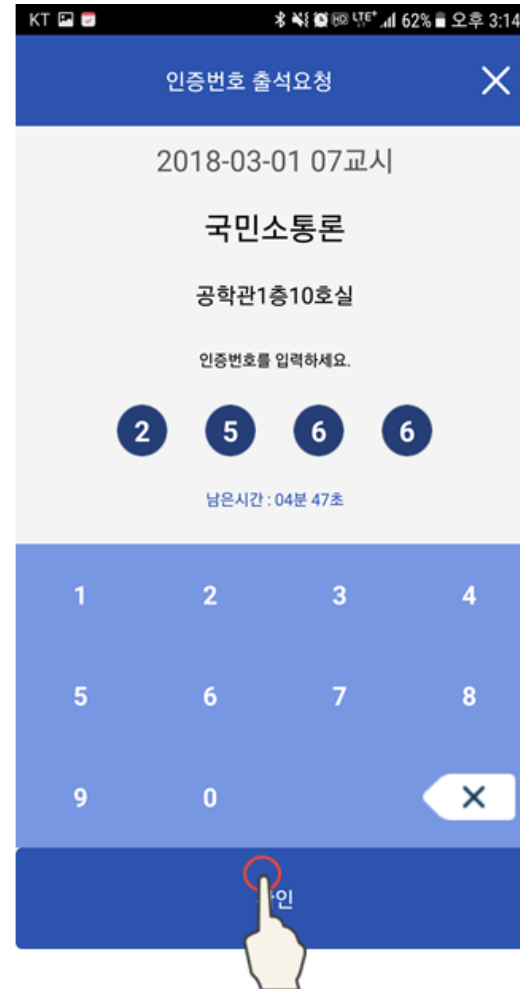 KT LTE+ 62% 오후 3:14
인증번호 출석요청
2018-03-01 07교시
국민소통론
공학관1층10호실
인증번호를 입력하세요.
2 5 6 6
남은시간 : 04분 47초
1 2 3 4
5 6 7 8
9 0